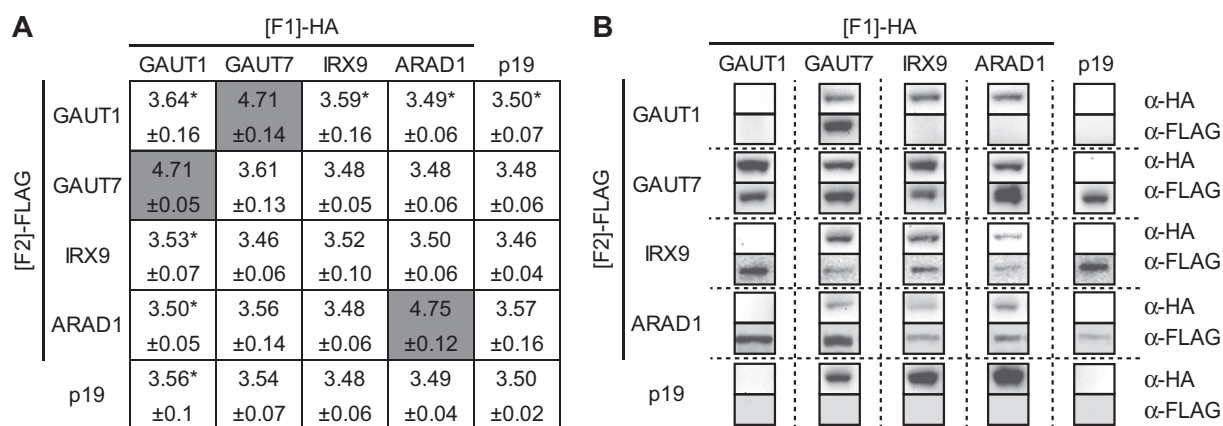 A
[F1]-HA
GAUT1 GAUT7 IRX9 ARAD1 p19
[F2]-FLAG
GAUT1 3.64* 4.71 3.59* 3.49* 3.50*
±0.16 ±0.14 ±0.16 ±0.06 ±0.07
GAUT7 4.71 3.61 3.48 3.48 3.48
±0.05 ±0.13 ±0.05 ±0.06 ±0.06
IRX9 3.53* 3.46 3.52 3.50 3.46
±0.07 ±0.06 ±0.10 ±0.06 ±0.04
ARAD1 3.50* 3.56 3.48 4.75 3.57
±0.05 ±0.14 ±0.06 ±0.12 ±0.16
p19 3.56* 3.54 3.48 3.49 3.50
±0.1 ±0.07 ±0.06 ±0.04 ±0.02
B
[F1]-HA
GAUT1 GAUT7 IRX9 ARAD1 p19
[F2]-FLAG
GAUT1 α-HA
α-FLAG
GAUT7 α-HA
α-FLAG
IRX9 α-HA
α-FLAG
ARAD1 α-HA
α-FLAG
p19 α-HA
α-FLAG